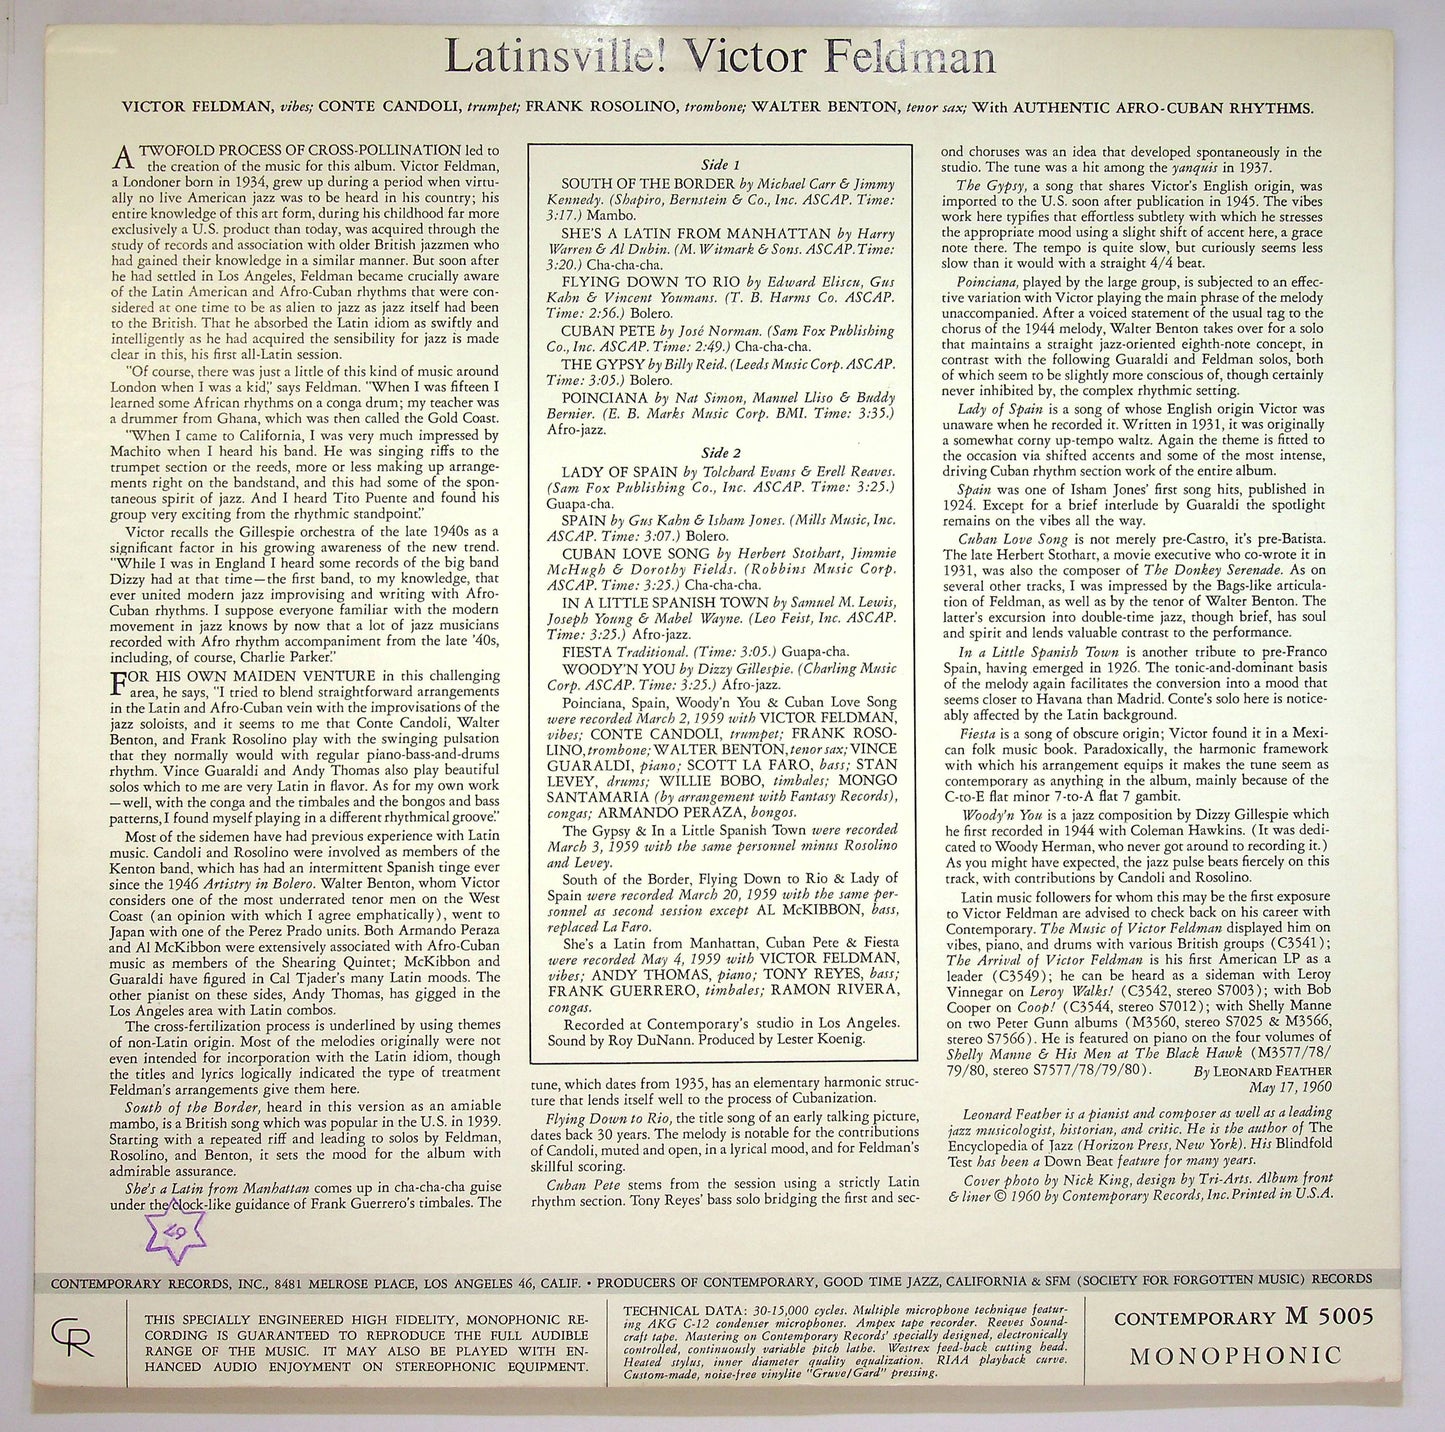 Latinsville! Victor Feldman
VICTOR FELDMAN, vibes; CONTE CANDOLI, trumpet; FRANK ROSOLINO, trombone; WALTER BENTON, tenor sax; With AUTHENTIC AFRO-CUBAN RHYTHMS.
A TWOFOLD PROCESS OF CROSS-POLLINATION led to
the creation of the music for this album. Victor Feldman,
a Londoner born in 1934, grew up during a period when virtu-
ally no live American jazz was to be heard in his country; his
entire knowledge of this art form, during his childhood far more
exclusively a U.S. product than today, was acquired through the
study of records and association with older British jazzmen who
had gained their knowledge in a similar manner. But soon after
he had settled in Los Angeles, Feldman became crucially aware
of the Latin American and Afro-Cuban rhythms that were con-
sidered at one time to be as alien to jazz as jazz itself had been
to the British. That he absorbed the Latin idiom as swiftly and
intelligently as he had acquired the sensibility for jazz is made
clear in this, his first all-Latin session.
"Of course, there was just a little of this kind of music around
London when I was a kid," says Feldman. "When I was fifteen I
learned some African rhythms on a conga drum; my teacher was
a drummer from Ghana, which was then called the Gold Coast.
"When I came to California, I was very much impressed by
Machito when I heard his band. He was singing riffs to the
trumpet section or the reeds, more or less making up arrange-
ments right on the bandstand, and this had some of the spon-
taneous spirit of jazz. And I heard Tito Puente and found his
group very exciting from the rhythmic standpoint."
Victor recalls the Gillespie orchestra of the late 1940s as a
significant factor in his growing awareness of the new trend.
"While I was in England I heard some records of the big band
Dizzy had at that time—the first band, to my knowledge, that
ever united modern jazz improvising and writing with Afro-
Cuban rhythms. I suppose everyone familiar with the modern
movement in jazz knows by now that a lot of jazz musicians
recorded with Afro rhythm accompaniment from the late '40s,
including, of course, Charlie Parker."
FOR HIS OWN MAIDEN VENTURE in this challenging
area, he says, "I tried to blend straightforward arrangements
in the Latin and Afro-Cuban vein with the improvisations of the
jazz soloists, and it seems to me that Conte Candoli, Walter
Benton, and Frank Rosolino play with the swinging pulsation
that they normally would with regular piano-bass-and-drums
rhythm. Vince Guaraldi and Andy Thomas also play beautiful
solos which to me are very Latin in flavor. As for my own work
—well, with the conga and the timbales and the bongos and bass
patterns, I found myself playing in a different rhythmical groove."
Most of the sidemen have had previous experience with Latin
music. Candoli and Rosolino were involved as members of the
Kenton band, which has had an intermittent Spanish tinge ever
since the 1946 Artistry in Bolero. Walter Benton, whom Victor
considers one of the most underrated tenor men on the West
Coast (an opinion with which I agree emphatically), went to
Japan with one of the Perez Prado units. Both Armando Peraza
and Al McKibbon were extensively associated with Afro-Cuban
music as members of the Shearing Quintet; McKibbon and
Guaraldi have figured in Cal Tjader's many Latin moods. The
other pianist on these sides, Andy Thomas, has gigged in the
Los Angeles area with Latin combos.
The cross-fertilization process is underlined by using themes
of non-Latin origin. Most of the melodies originally were not
even intended for incorporation with the Latin idiom, though
the titles and lyrics logically indicated the type of treatment
Feldman's arrangements give them here.
South of the Border, heard in this version as an amiable
mambo, is a British song which was popular in the U.S. in 1939.
Starting with a repeated riff and leading to solos by Feldman,
Rosolino, and Benton, it sets the mood for the album with
admirable assurance.
She's a Latin from Manhattan comes up in cha-cha-cha guise
under the clock-like guidance of Frank Guerrero's timbales. The
49
Side 1
SOUTH OF THE BORDER by Michael Carr & Jimmy
Kennedy. (Shapiro, Bernstein & Co., Inc. ASCAP. Time:
3:17.) Mambo.
SHE'S A LATIN FROM MANHATTAN by Harry
Warren & Al Dubin. (M. Witmark & Sons. ASCAP. Time:
3:20.) Cha-cha-cha.
FLYING DOWN TO RIO by Edward Eliscu, Gus
Kahn & Vincent Youmans. (T. B. Harms Co. ASCAP.
Time: 2:56.) Bolero.
CUBAN PETE by José Norman. (Sam Fox Publishing
Co., Inc. ASCAP. Time: 2:49.) Cha-cha-cha.
THE GYPSY by Billy Reid. (Leeds Music Corp. ASCAP.
Time: 3:05.) Bolero.
POINCIANA by Nat Simon, Manuel Lliso & Buddy
Bernier. (E. B. Marks Music Corp. BMI. Time: 3:35.)
Afro-jazz.
Side 2
LADY OF SPAIN by Tolchard Evans & Erell Reaves.
(Sam Fox Publishing Co., Inc. ASCAP. Time: 3:25.)
Guapa-cha.
SPAIN by Gus Kahn & Isham Jones. (Mills Music, Inc.
ASCAP. Time: 3:07.) Bolero.
CUBAN LOVE SONG by Herbert Stothart, Jimmie
McHugh & Dorothy Fields. (Robbins Music Corp.
ASCAP. Time: 3:25.) Cha-cha-cha.
IN A LITTLE SPANISH TOWN by Samuel M. Lewis,
Joseph Young & Mabel Wayne. (Leo Feist, Inc. ASCAP.
Time: 3:25.) Afro-jazz.
FIESTA Traditional. (Time: 3:05.) Guapa-cha.
WOODY'N YOU by Dizzy Gillespie. (Charling Music
Corp. ASCAP. Time: 3:25.) Afro-jazz.
Poinciana, Spain, Woody'n You & Cuban Love Song
were recorded March 2, 1959 with VICTOR FELDMAN,
vibes; CONTE CANDOLI, trumpet; FRANK ROSO-
LINO, trombone; WALTER BENTON, tenor sax; VINCE
GUARALDI, piano; SCOTT LA FARO, bass; STAN
LEVEY, drums; WILLIE BOBO, timbales; MONGO
SANTAMARIA (by arrangement with Fantasy Records),
congas; ARMANDO PERAZA, bongos.
The Gypsy & In a Little Spanish Town were recorded
March 3, 1959 with the same personnel minus Rosolino
and Levey.
South of the Border, Flying Down to Rio & Lady of
Spain were recorded March 20, 1959 with the same per-
sonnel as second session except AL McKIBBON, bass,
replaced La Faro.
She's a Latin from Manhattan, Cuban Pete & Fiesta
were recorded May 4, 1959 with VICTOR FELDMAN,
vibes; ANDY THOMAS, piano; TONY REYES, bass;
FRANK GUERRERO, timbales; RAMON RIVERA,
congas.
Recorded at Contemporary's studio in Los Angeles.
Sound by Roy DuNann. Produced by Lester Koenig.
tune, which dates from 1935, has an elementary harmonic struc-
ture that lends itself well to the process of Cubanization.
Flying Down to Rio, the title song of an early talking picture,
dates back 30 years. The melody is notable for the contributions
of Candoli, muted and open, in a lyrical mood, and for Feldman's
skillful scoring.
Cuban Pete stems from the session using a strictly Latin
rhythm section. Tony Reyes' bass solo bridging the first and sec-
ond choruses was an idea that developed spontaneously in the
studio. The tune was a hit among the yanquis in 1937.
The Gypsy, a song that shares Victor's English origin, was
imported to the U.S. soon after publication in 1945. The vibes
work here typifies that effortless subtlety with which he stresses
the appropriate mood using a slight shift of accent here, a grace
note there. The tempo is quite slow, but curiously seems less
slow than it would with a straight 4/4 beat.
Poinciana, played by the large group, is subjected to an effec-
tive variation with Victor playing the main phrase of the melody
unaccompanied. After a voiced statement of the usual tag to the
chorus of the 1944 melody, Walter Benton takes over for a solo
that maintains a straight jazz-oriented eighth-note concept, in
contrast with the following Guaraldi and Feldman solos, both
of which seem to be slightly more conscious of, though certainly
never inhibited by, the complex rhythmic setting.
Lady of Spain is a song of whose English origin Victor was
unaware when he recorded it. Written in 1931, it was originally
a somewhat corny up-tempo waltz. Again the theme is fitted to
the occasion via shifted accents and some of the most intense,
driving Cuban rhythm section work of the entire album.
Spain was one of Isham Jones' first song hits, published in
1924. Except for a brief interlude by Guaraldi the spotlight
remains on the vibes all the way.
Cuban Love Song is not merely pre-Castro, it's pre-Batista.
The late Herbert Stothart, a movie executive who co-wrote it in
1931, was also the composer of The Donkey Serenade. As on
several other tracks, I was impressed by the Bags-like articula-
tion of Feldman, as well as by the tenor of Walter Benton. The
latter's excursion into double-time jazz, though brief, has soul
and spirit and lends valuable contrast to the performance.
In a Little Spanish Town is another tribute to pre-Franco
Spain, having emerged in 1926. The tonic-and-dominant basis
of the melody again facilitates the conversion into a mood that
seems closer to Havana than Madrid. Conte's solo here is notice-
ably affected by the Latin background.
Fiesta is a song of obscure origin; Victor found it in a Mexi-
can folk music book. Paradoxically, the harmonic framework
with which his arrangement equips it makes the tune seem as
contemporary as anything in the album, mainly because of the
C-to-E flat minor 7-to-A flat 7 gambit.
Woody'n You is a jazz composition by Dizzy Gillespie which
he first recorded in 1944 with Coleman Hawkins. (It was dedi-
cated to Woody Herman, who never got around to recording it.)
As you might have expected, the jazz pulse beats fiercely on this
track, with contributions by Candoli and Rosolino.
Latin music followers for whom this may be the first exposure
to Victor Feldman are advised to check back on his career with
Contemporary. The Music of Victor Feldman displayed him on
vibes, piano, and drums with various British groups (C3541);
The Arrival of Victor Feldman is his first American LP as a
leader (C3549); he can be heard as a sideman with Leroy
Vinnegar on Leroy Walks! (C3542, stereo S7003); with Bob
Cooper on Coop! (C3544, stereo S7012); with Shelly Manne
on two Peter Gunn albums (M3560, stereo S7025 & M3566,
stereo S7566). He is featured on piano on the four volumes of
Shelly Manne & His Men at The Black Hawk (M3577/78/
79/80, stereo S7577/78/79/80). By LEONARD FEATHER
May 17, 1960
Leonard Feather is a pianist and composer as well as a leading
jazz musicologist, historian, and critic. He is the author of The
Encyclopedia of Jazz (Horizon Press, New York). His Blindfold
Test has been a Down Beat feature for many years.
Cover photo by Nick King, design by Tri-Arts. Album front
& liner © 1960 by Contemporary Records, Inc. Printed in U.S.A.
CONTEMPORARY RECORDS, INC., 8481 MELROSE PLACE, LOS ANGELES 46, CALIF. • PRODUCERS OF CONTEMPORARY, GOOD TIME JAZZ, CALIFORNIA & SFM (SOCIETY FOR FORGOTTEN MUSIC) RECORDS
CR
THIS SPECIALLY ENGINEERED HIGH FIDELITY, MONOPHONIC RE-
CORDING IS GUARANTEED TO REPRODUCE THE FULL AUDIBLE
RANGE OF THE MUSIC. IT MAY ALSO BE PLAYED WITH EN-
HANCED AUDIO ENJOYMENT ON STEREOPHONIC EQUIPMENT.
TECHNICAL DATA: 30-15,000 cycles. Multiple microphone technique featur-
ing AKG C-12 condenser microphones. Ampex tape recorder. Reeves Sound-
craft tape. Mastering on Contemporary Records' specially designed, electronically
controlled, continuously variable pitch lathe. Westrex feed-back cutting head.
Heated stylus, inner diameter quality equalization. RIAA playback curve.
Custom-made, noise-free vinylite "Gruve/Gard" pressing.
CONTEMPORARY M 5005
MONOPHONIC